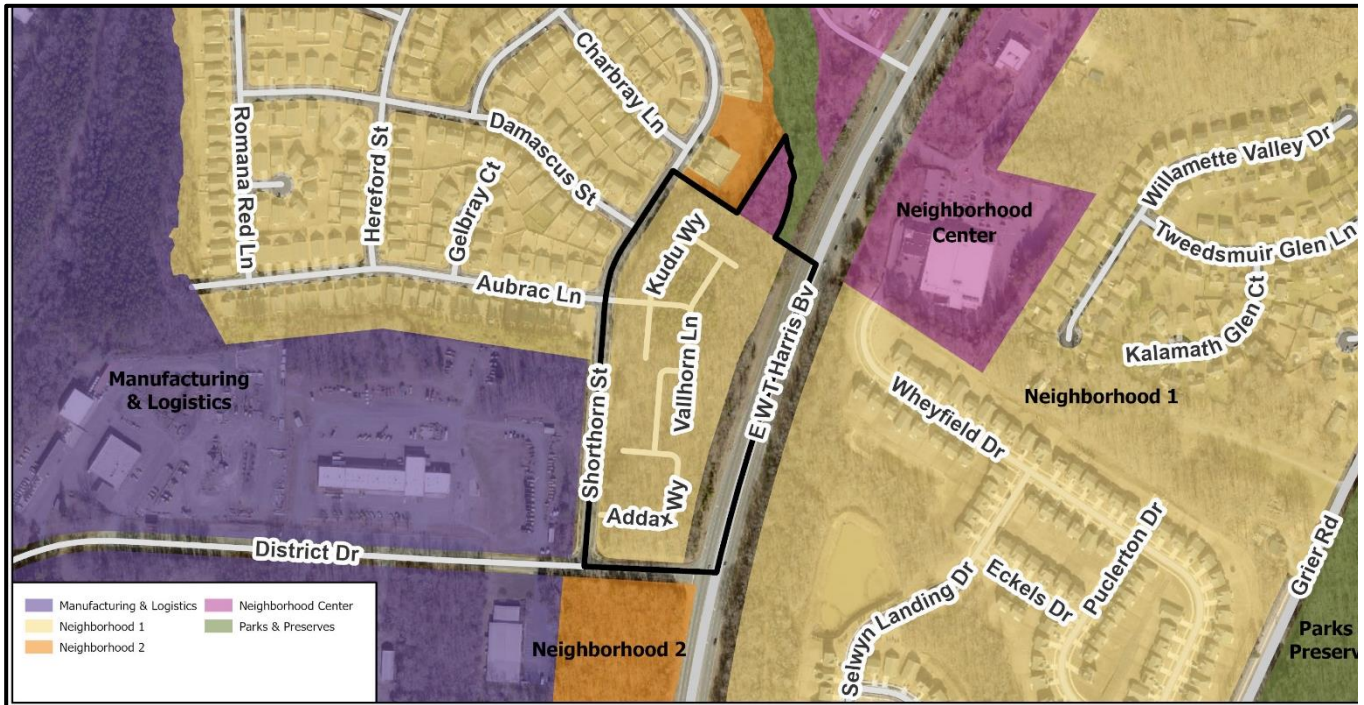 Charbray Ln
Damascus St
Romana Red Ln
Hereford St
Gelbray Ct
Aubrac Ln
Kudu Wy
Vallhorn Ln
Shorthorn St
Addax Wy
E W-T-Harris Bv
District Dr
Manufacturing
& Logistics
Neighborhood
Center
Willamette Valley Dr
Tweedsmuir Glen Ln
Kalamath Glen Ct
Neighborhood 1
Wheyfield Dr
Puclerton Dr
Eckels Dr
Selwyn Landing Dr
Grier Rd
Parks
Preserv
Neighborhood 2
Manufacturing & Logistics
Neighborhood 1
Neighborhood 2
Neighborhood Center
Parks & Preserves